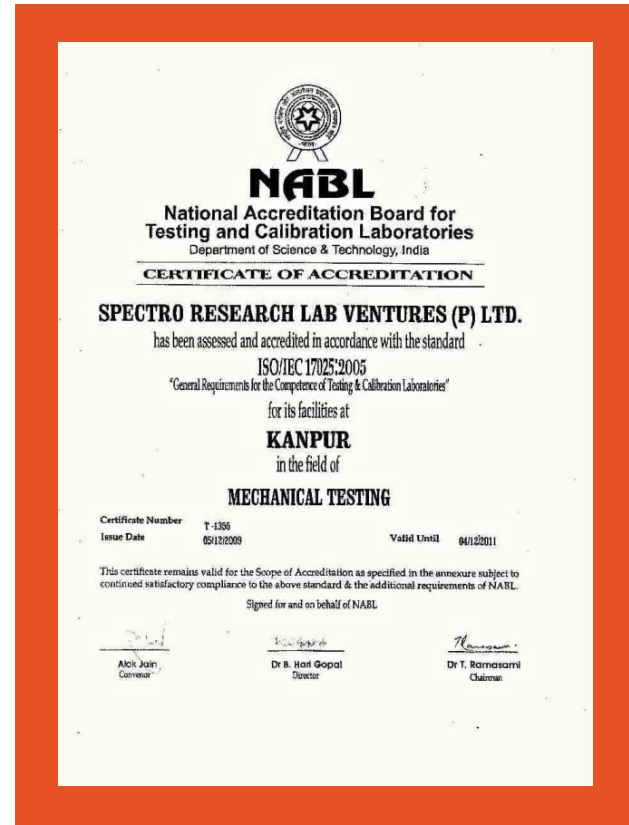 NABL
National Accreditation Board for
Testing and Calibration Laboratories
Department of Science & Technology, India
CERTIFICATE OF ACCREDITATION
SPECTRO RESEARCH LAB VENTURES (P) LTD.
has been assessed and accredited in accordance with the standard
ISO/IEC 17025:2005
"General Requirements for the Competence of Testing & Calibration Laboratories"
for its facilities at
KANPUR
in the field of
MECHANICAL TESTING
Certificate Number T-1355
Issue Date 05/12/2009 Valid Until 04/12/2011
This certificate remains valid for the Scope of Accreditation as specified in the annexure subject to
continued satisfactory compliance to the above standard & the additional requirements of NABL.
Signed for and on behalf of NABL
Alok Jain Dr B. Hari Gopal Dr T. Ramasami
Convenor Director Chairman